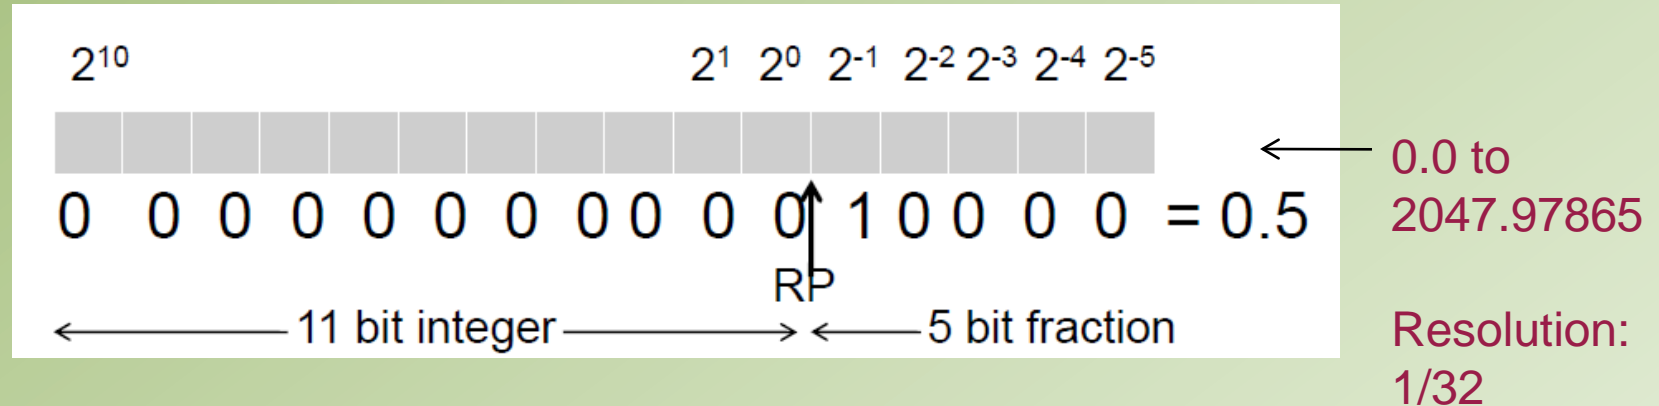 2¹⁰ 2¹ 2⁰ 2⁻¹ 2⁻² 2⁻³ 2⁻⁴ 2⁻⁵
0 0 0 0 0 0 0 0 0 0 0 1 0 0 0 0 = 0.5
RP
11 bit integer 5 bit fraction
0.0 to
2047.97865
Resolution:
1/32